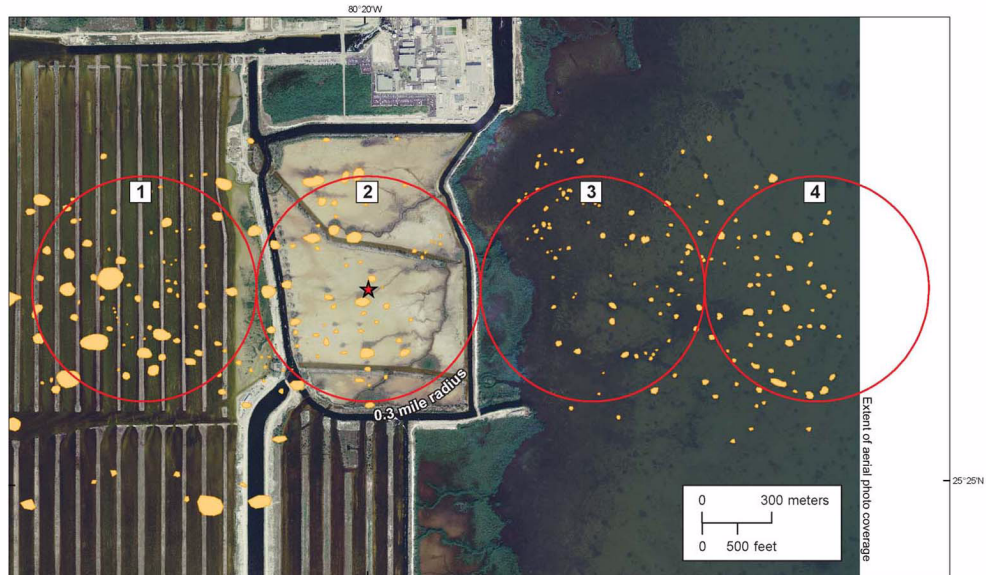 80°20'W
1
2
3
4
0.3 mile radius
Extent of aerial photo coverage
25°25'N
0 300 meters
0 500 feet